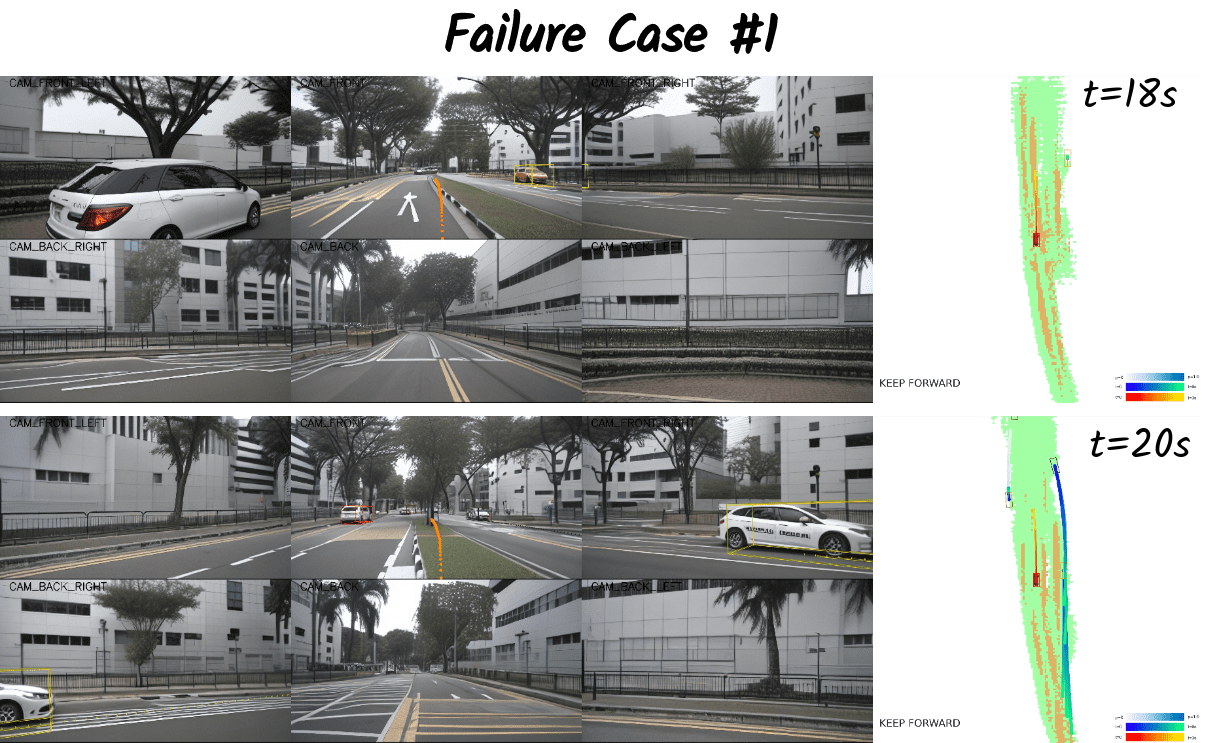 Failure Case #1
CAM_FRONT_LEFT
CAM_FRONT
CAM_FRONT_RIGHT
t=18s
CAM_BACK_RIGHT
CAM_BACK
CAM_BACK_LEFT
KEEP FORWARD
CAM_FRONT_LEFT
CAM_FRONT
CAM_FRONT_RIGHT
t=20s
CAM_BACK_RIGHT
CAM_BACK
CAM_BACK_LEFT
KEEP FORWARD